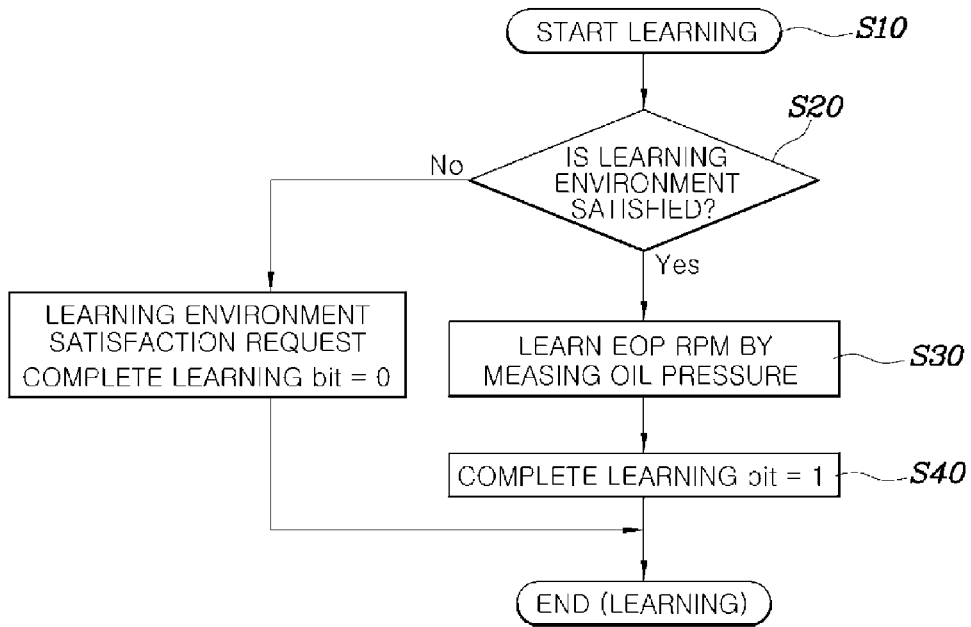 START LEARNING
S10
S20
IS LEARNING
ENVIRONMENT
SATISFIED?
No
Yes
LEARNING ENVIRONMENT
SATISFACTION REQUEST
COMPLETE LEARNING bit = 0
LEARN EOP RPM BY
MEASING OIL PRESSURE
S30
COMPLETE LEARNING bit = 1
S40
END (LEARNING)